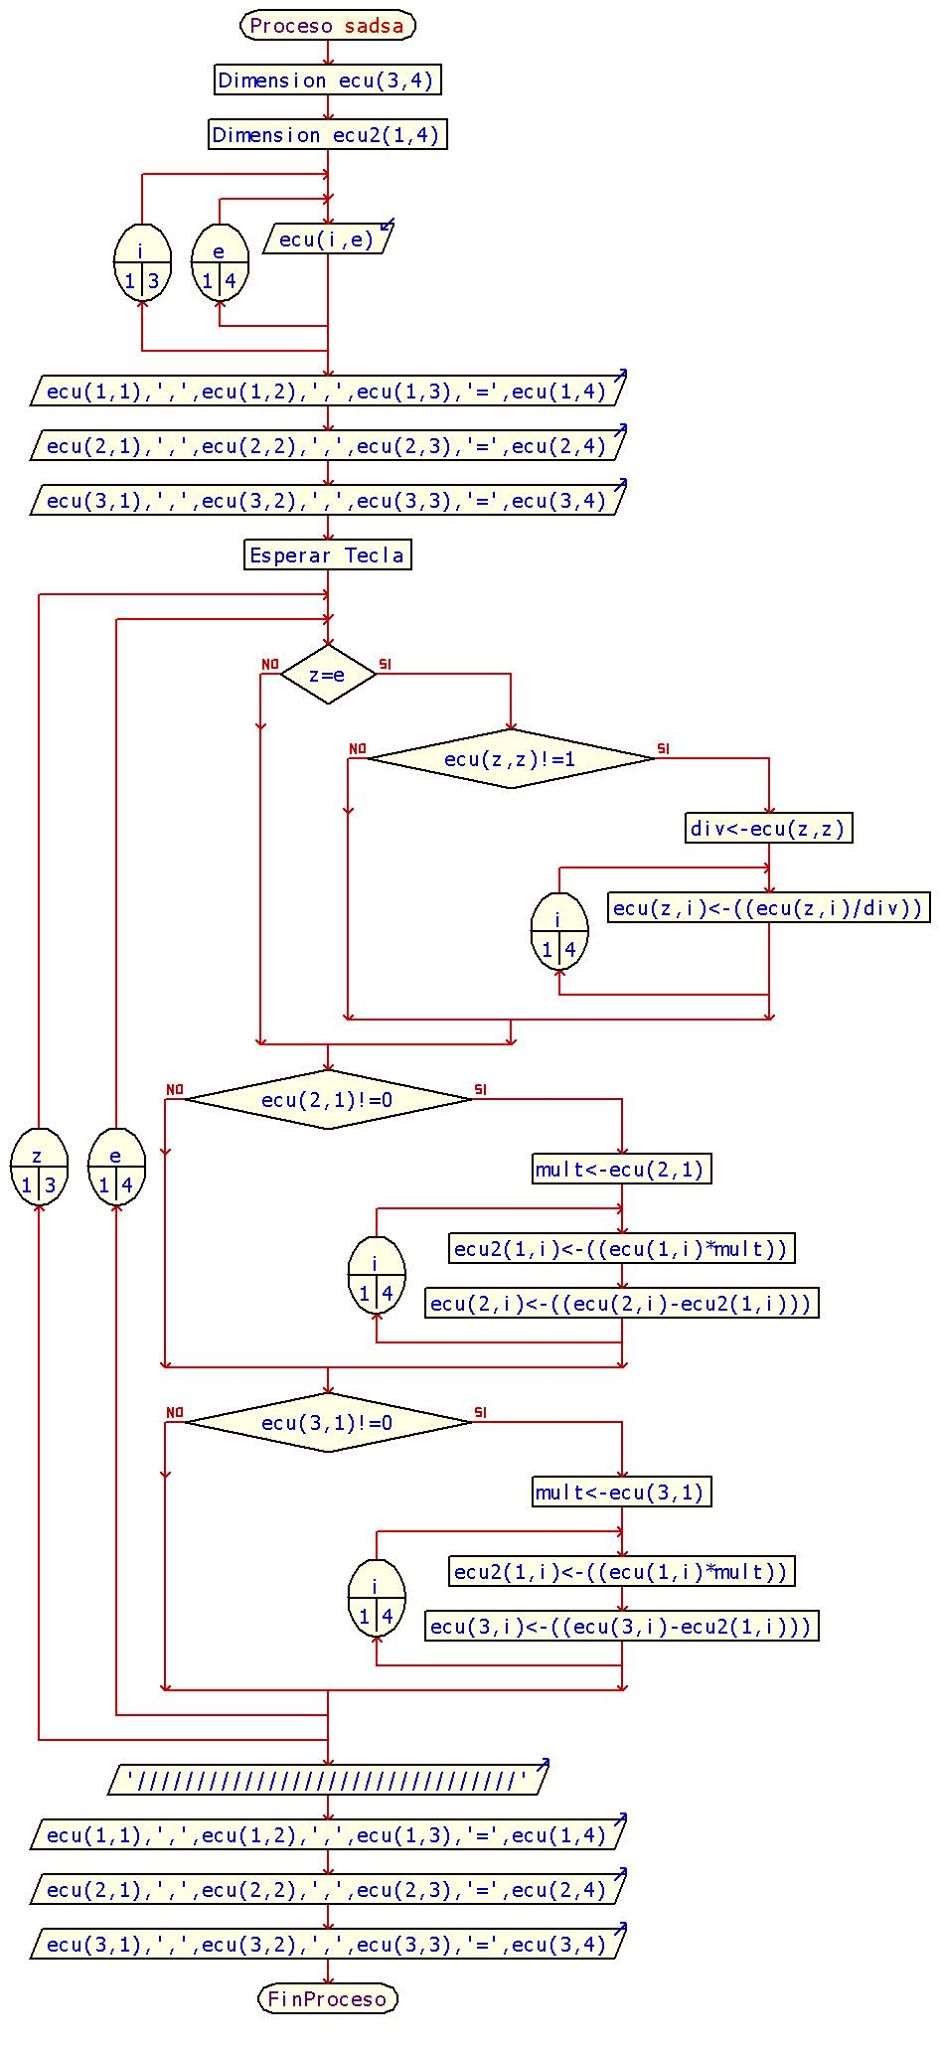 Proceso sadsa
Dimension ecu(3,4)
Dimension ecu2(1,4)
i
1 3
e
1 4
ecu(i,e)
ecu(1,1),',',ecu(1,2),',',ecu(1,3),'=',ecu(1,4)
ecu(2,1),',',ecu(2,2),',',ecu(2,3),'=',ecu(2,4)
ecu(3,1),',',ecu(3,2),',',ecu(3,3),'=',ecu(3,4)
Esperar Tecla
NO
z=e
SI
NO
ecu(z,z)!=1
SI
div<-ecu(z,z)
i
1 4
ecu(z,i)<-((ecu(z,i)/div))
NO
ecu(2,1)!=0
SI
z
1 3
e
1 4
mult<-ecu(2,1)
i
1 4
ecu2(1,i)<-((ecu(1,i)*mult))
ecu(2,i)<-((ecu(2,i)-ecu2(1,i)))
NO
ecu(3,1)!=0
SI
mult<-ecu(3,1)
i
1 4
ecu2(1,i)<-((ecu(1,i)*mult))
ecu(3,i)<-((ecu(3,i)-ecu2(1,i)))
'///////////////////////////////'
ecu(1,1),',',ecu(1,2),',',ecu(1,3),'=',ecu(1,4)
ecu(2,1),',',ecu(2,2),',',ecu(2,3),'=',ecu(2,4)
ecu(3,1),',',ecu(3,2),',',ecu(3,3),'=',ecu(3,4)
FinProceso